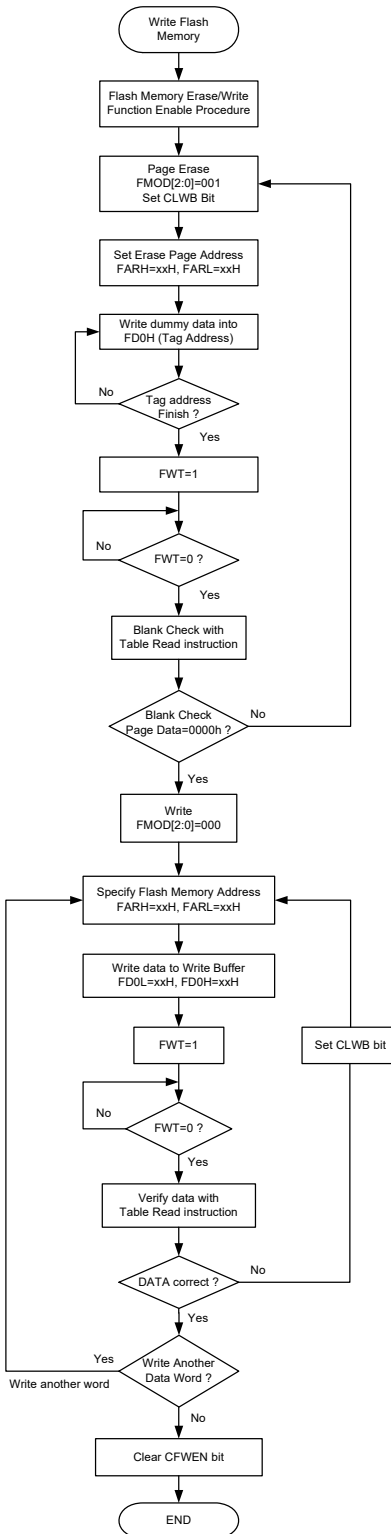 Write Flash
Memory
Flash Memory Erase/Write
Function Enable Procedure
Page Erase
FMOD[2:0]=001
Set CLWB Bit
Set Erase Page Address
FARH=xxH, FARL=xxH
Write dummy data into
FD0H (Tag Address)
No
Tag address
Finish ?
Yes
FWT=1
No
FWT=0 ?
Yes
Blank Check with
Table Read instruction
Blank Check
Page Data=0000h ?
No
Yes
Write
FMOD[2:0]=000
Specify Flash Memory Address
FARH=xxH, FARL=xxH
Write data to Write Buffer
FD0L=xxH, FD0H=xxH
FWT=1
Set CLWB bit
No
FWT=0 ?
Yes
Verify data with
Table Read instruction
No
DATA correct ?
Yes
Yes
Write Another
Data Word ?
Write another word
No
Clear CFWEN bit
END